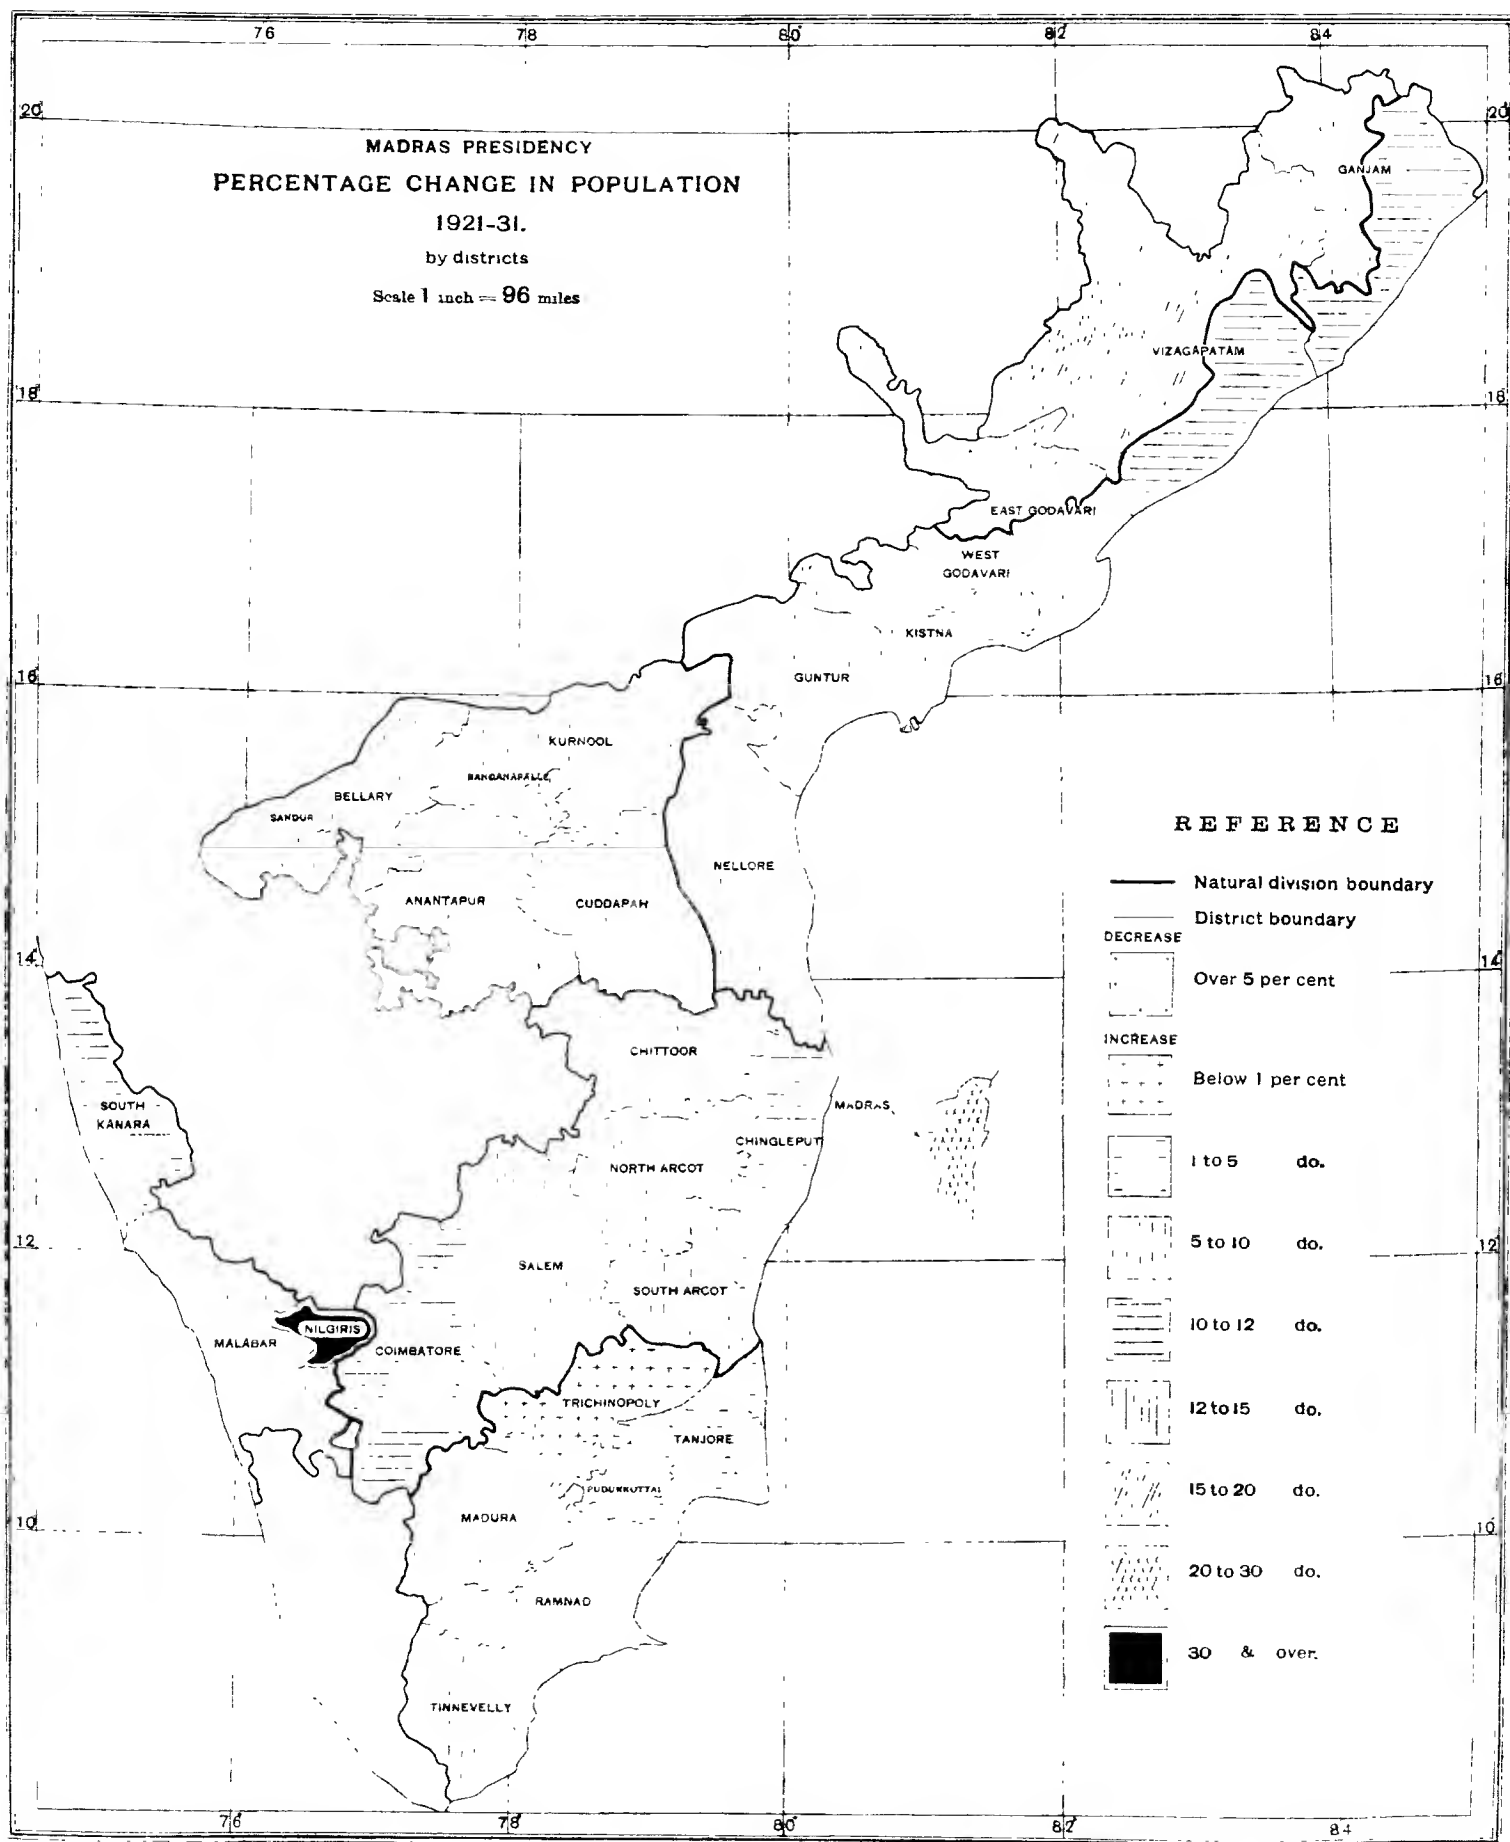 76 78 80 82 84
20 20
MADRAS PRESIDENCY
PERCENTAGE CHANGE IN POPULATION
1921-31.
by districts
Scale 1 inch = 96 miles
GANJAM
VIZAGAPATAM
18 18
EAST GODAVARI
WEST
GODAVARI
KISTNA
GUNTUR
16 16
KURNOOL
BANGANAPALLE
BELLARY
SANDUR
NELLORE
ANANTAPUR
CUDDAPAH
14 14
CHITTOOR
SOUTH
KANARA
MADRAS
CHINGLEPUT
NORTH ARCOT
12 12
SALEM
SOUTH ARCOT
NILGIRIS
MALABAR
COIMBATORE
TRICHINOPOLY
TANJORE
PUDUKKOTTAI
MADURA
10 10
RAMNAD
TINNEVELLY
76 78 80 82 84
REFERENCE
Natural division boundary
District boundary
DECREASE
Over 5 per cent
INCREASE
Below 1 per cent
1 to 5 do.
5 to 10 do.
10 to 12 do.
12 to 15 do.
15 to 20 do.
20 to 30 do.
30 & over.